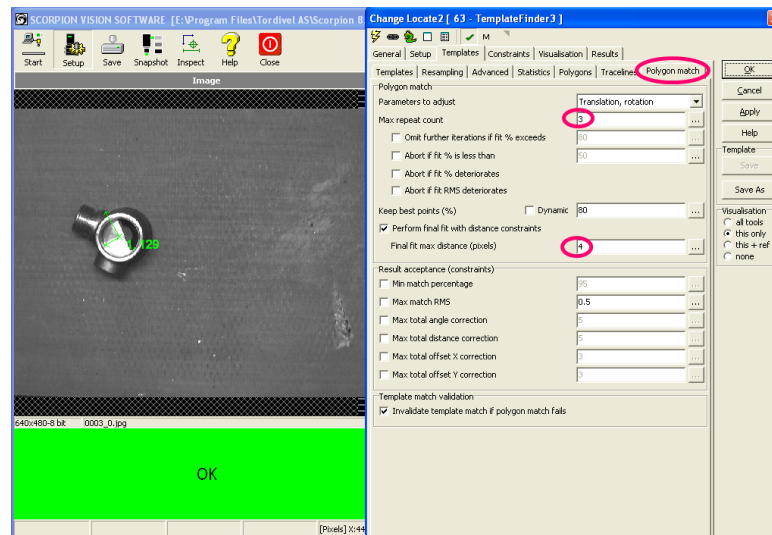 SCORPION VISION SOFTWARE [E:\Program Files\Tordivel AS\Scorpion 8
Start Setup Save Snapshot Inspect Help Close
Image
1,129
640x480-8 bit 0003_0.jpg
OK
[Pixels] X:44
Change Locate2 [ 63 - TemplateFinder3 ]
M
General Setup Templates Constraints Visualisation Results
Templates Resampling Advanced Statistics Polygons Tracelines Polygon match
Polygon match
Parameters to adjust Translation, rotation
Max repeat count 3 ...
Omit further iterations if fit % exceeds 80 ...
Abort if fit % is less than 50 ...
Abort if fit % deteriorates
Abort if fit RMS deteriorates
Keep best points (%) Dynamic 80 ...
Perform final fit with distance constraints
Final fit max distance (pixels) 4 ...
Result acceptance (constraints)
Min match percentage 95 ...
Max match RMS 0.5 ...
Max total angle correction 5 ...
Max total distance correction 5 ...
Max total offset X correction 3 ...
Max total offset Y correction 3 ...
Template match validation
Invalidate template match if polygon match fails
OK
Cancel
Apply
Help
Template
Save
Save As
Visualisation
all tools
this only
this + ref
none